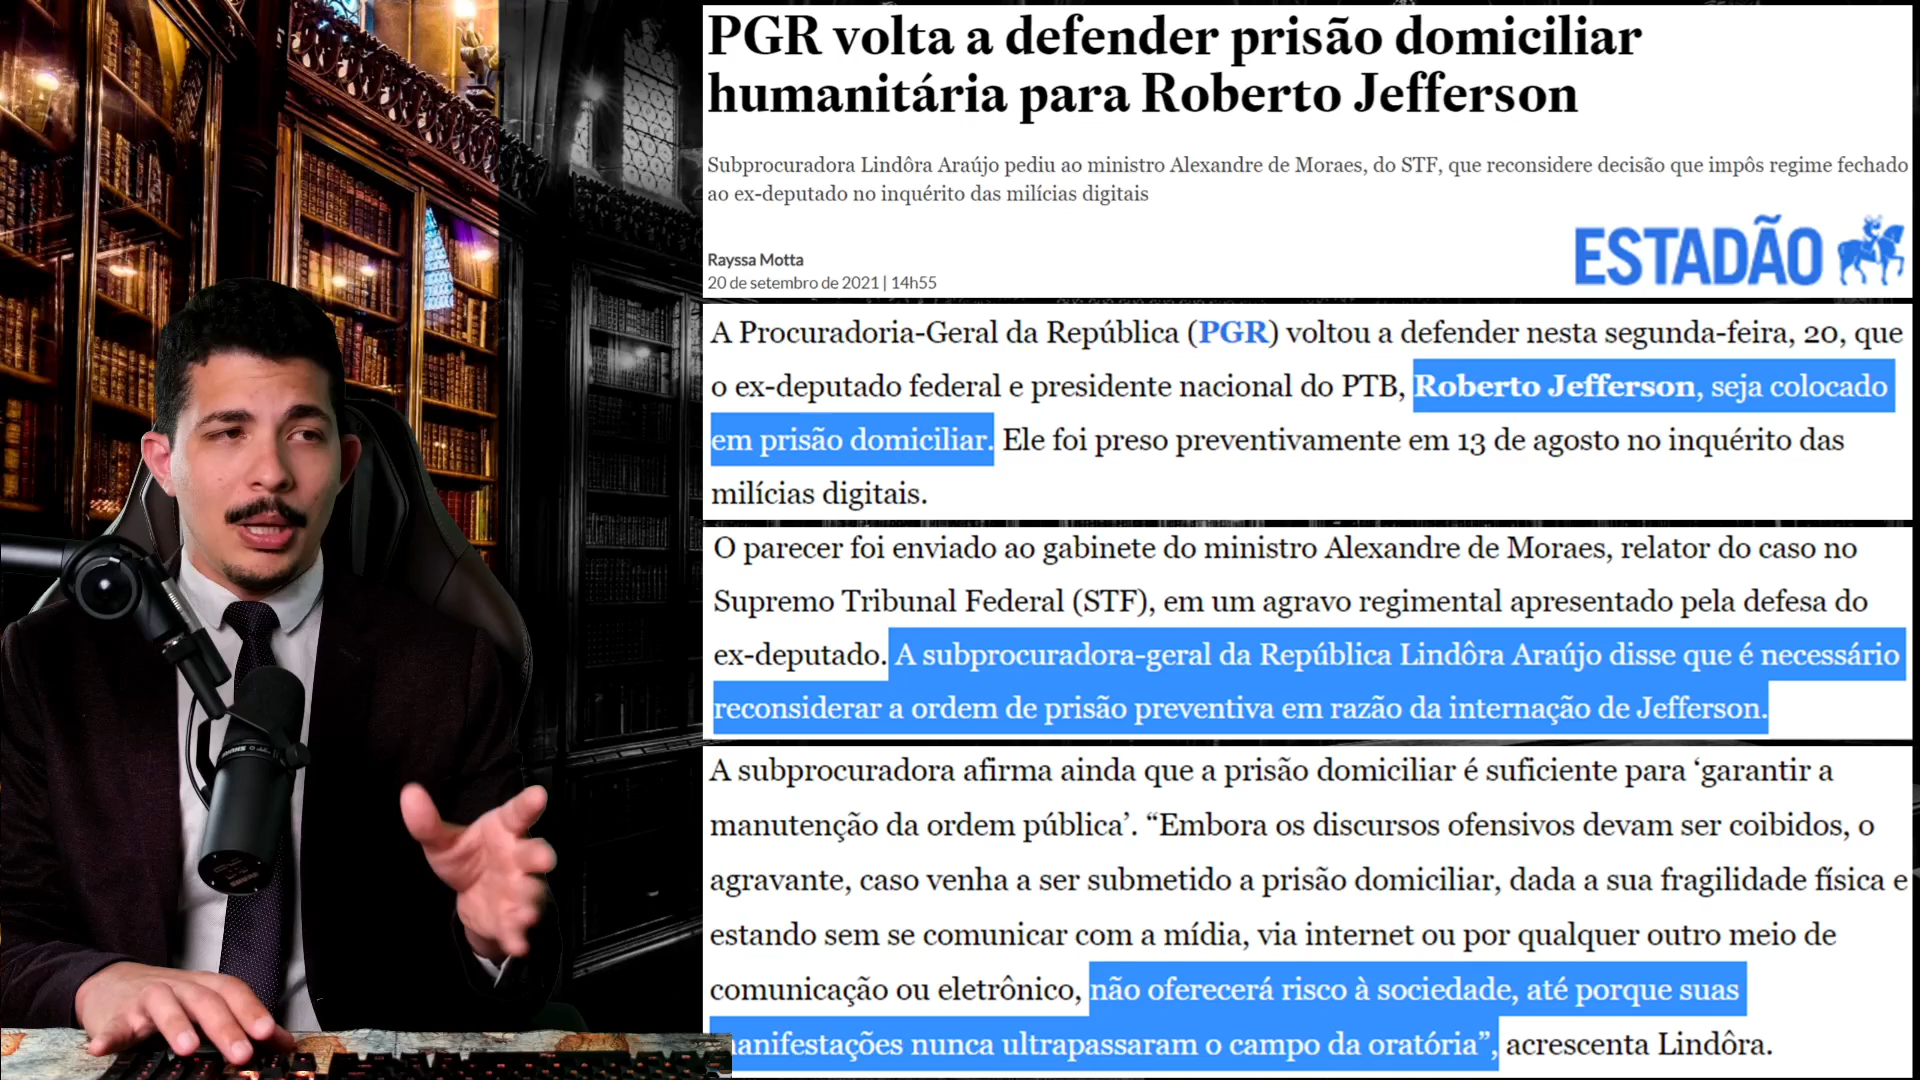 PGR volta a defender prisão domiciliar
humanitária para Roberto Jefferson
Subprocuradora Lindôra Araújo pediu ao ministro Alexandre de Moraes, do STF, que reconsidere decisão que impôs regime fechado
ao ex-deputado no inquérito das milícias digitais
ESTADÃO
Rayssa Motta
20 de setembro de 2021 | 14h55
A Procuradoria-Geral da República (PGR) voltou a defender nesta segunda-feira, 20, que
o ex-deputado federal e presidente nacional do PTB, Roberto Jefferson, seja colocado
em prisão domiciliar. Ele foi preso preventivamente em 13 de agosto no inquérito das
milícias digitais.
O parecer foi enviado ao gabinete do ministro Alexandre de Moraes, relator do caso no
Supremo Tribunal Federal (STF), em um agravo regimental apresentado pela defesa do
ex-deputado. A subprocuradora-geral da República Lindôra Araújo disse que é necessário
reconsiderar a ordem de prisão preventiva em razão da internação de Jefferson.
A subprocuradora afirma ainda que a prisão domiciliar é suficiente para ‘garantir a
manutenção da ordem pública’. “Embora os discursos ofensivos devam ser coibidos, o
agravante, caso venha a ser submetido a prisão domiciliar, dada a sua fragilidade física e
estando sem se comunicar com a mídia, via internet ou por qualquer outro meio de
comunicação ou eletrônico, não oferecerá risco à sociedade, até porque suas
manifestações nunca ultrapassaram o campo da oratória”, acrescenta Lindôra.